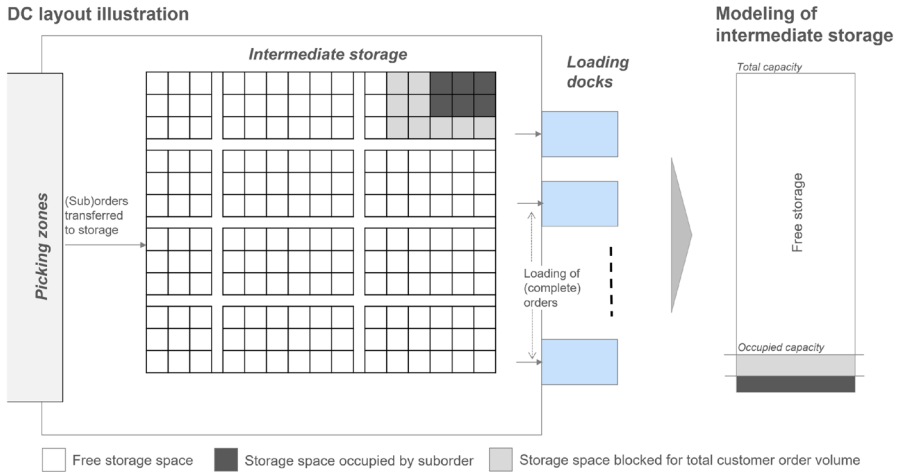 DC layout illustration
Modeling of
intermediate storage
Intermediate storage
Loading
docks
Total capacity
Picking zones
(Sub)orders
transferred
to storage
Free storage
Loading of
(complete)
orders
Occupied capacity
Free storage space
Storage space occupied by suborder
Storage space blocked for total customer order volume